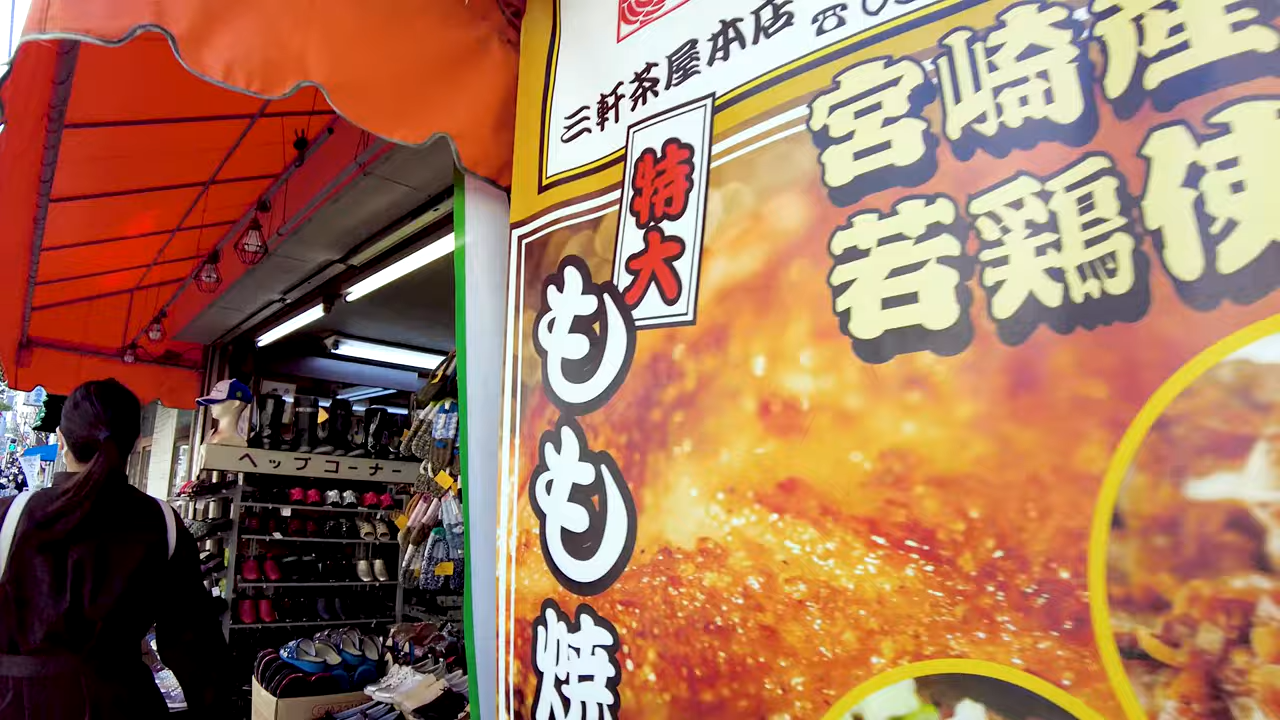 三軒茶屋本店
宮崎産
若鶏使
特大
もも焼
ヘップコーナー